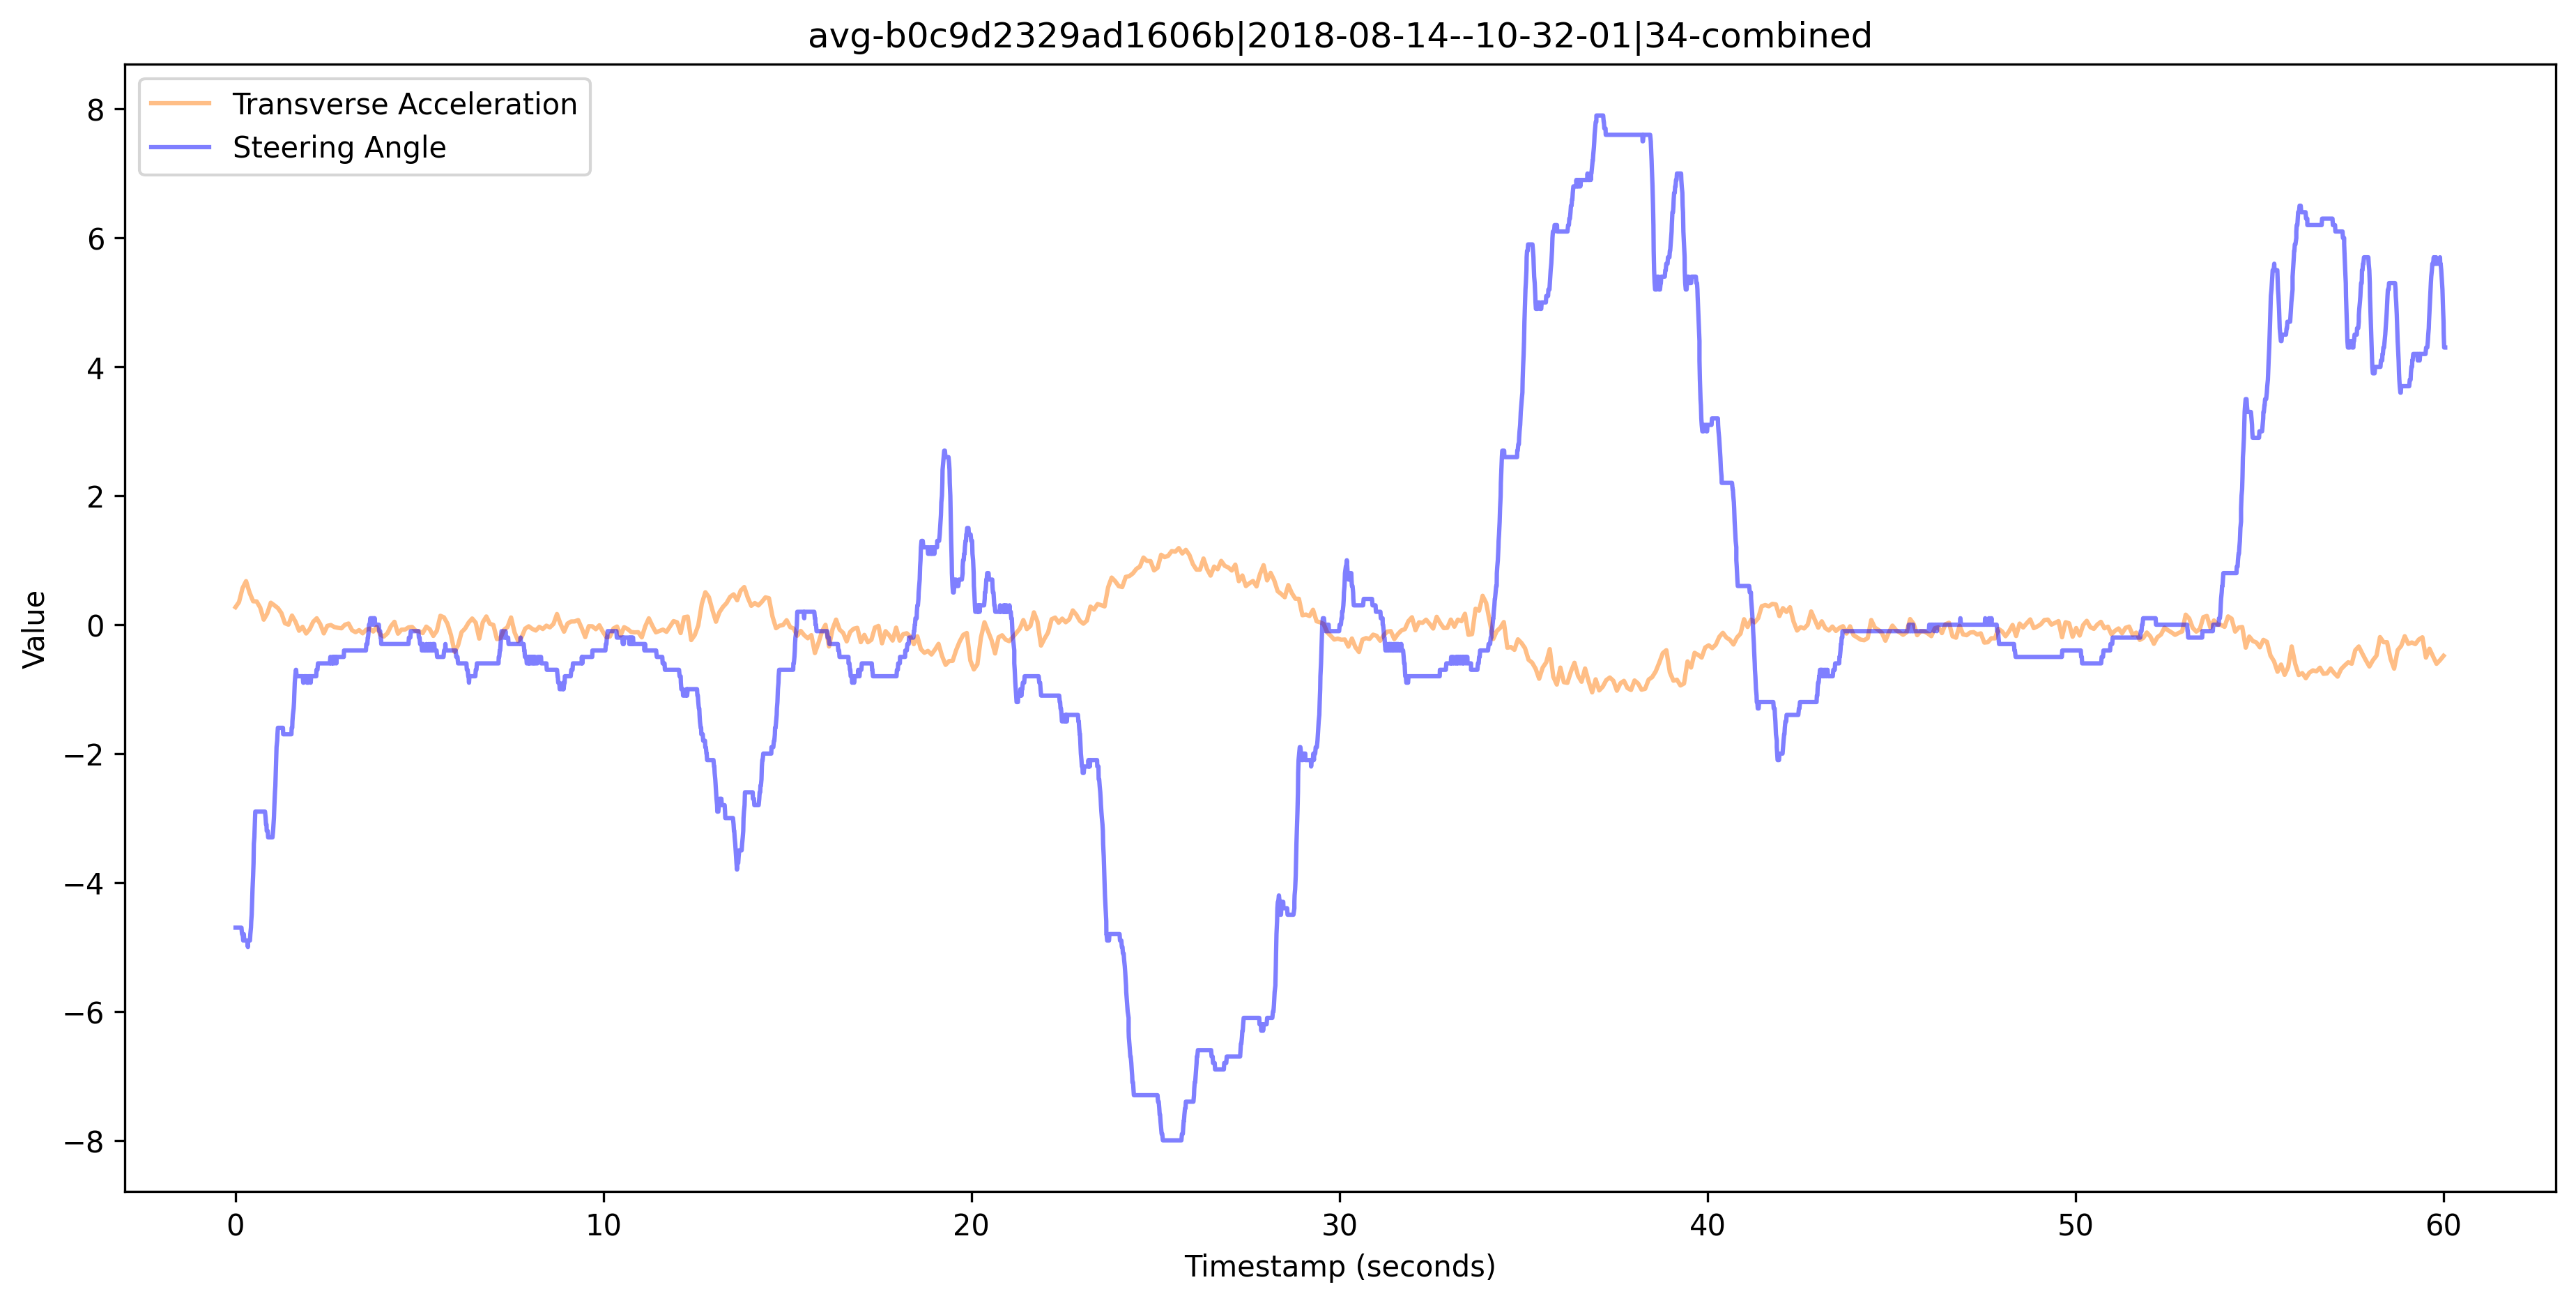 avg-b0c9d2329ad1606b|2018-08-14--10-32-01|34-combined
Transverse Acceleration
Steering Angle
8
6
4
2
0
−2
−4
−6
−8
Value
0 10 20 30 40 50 60
Timestamp (seconds)